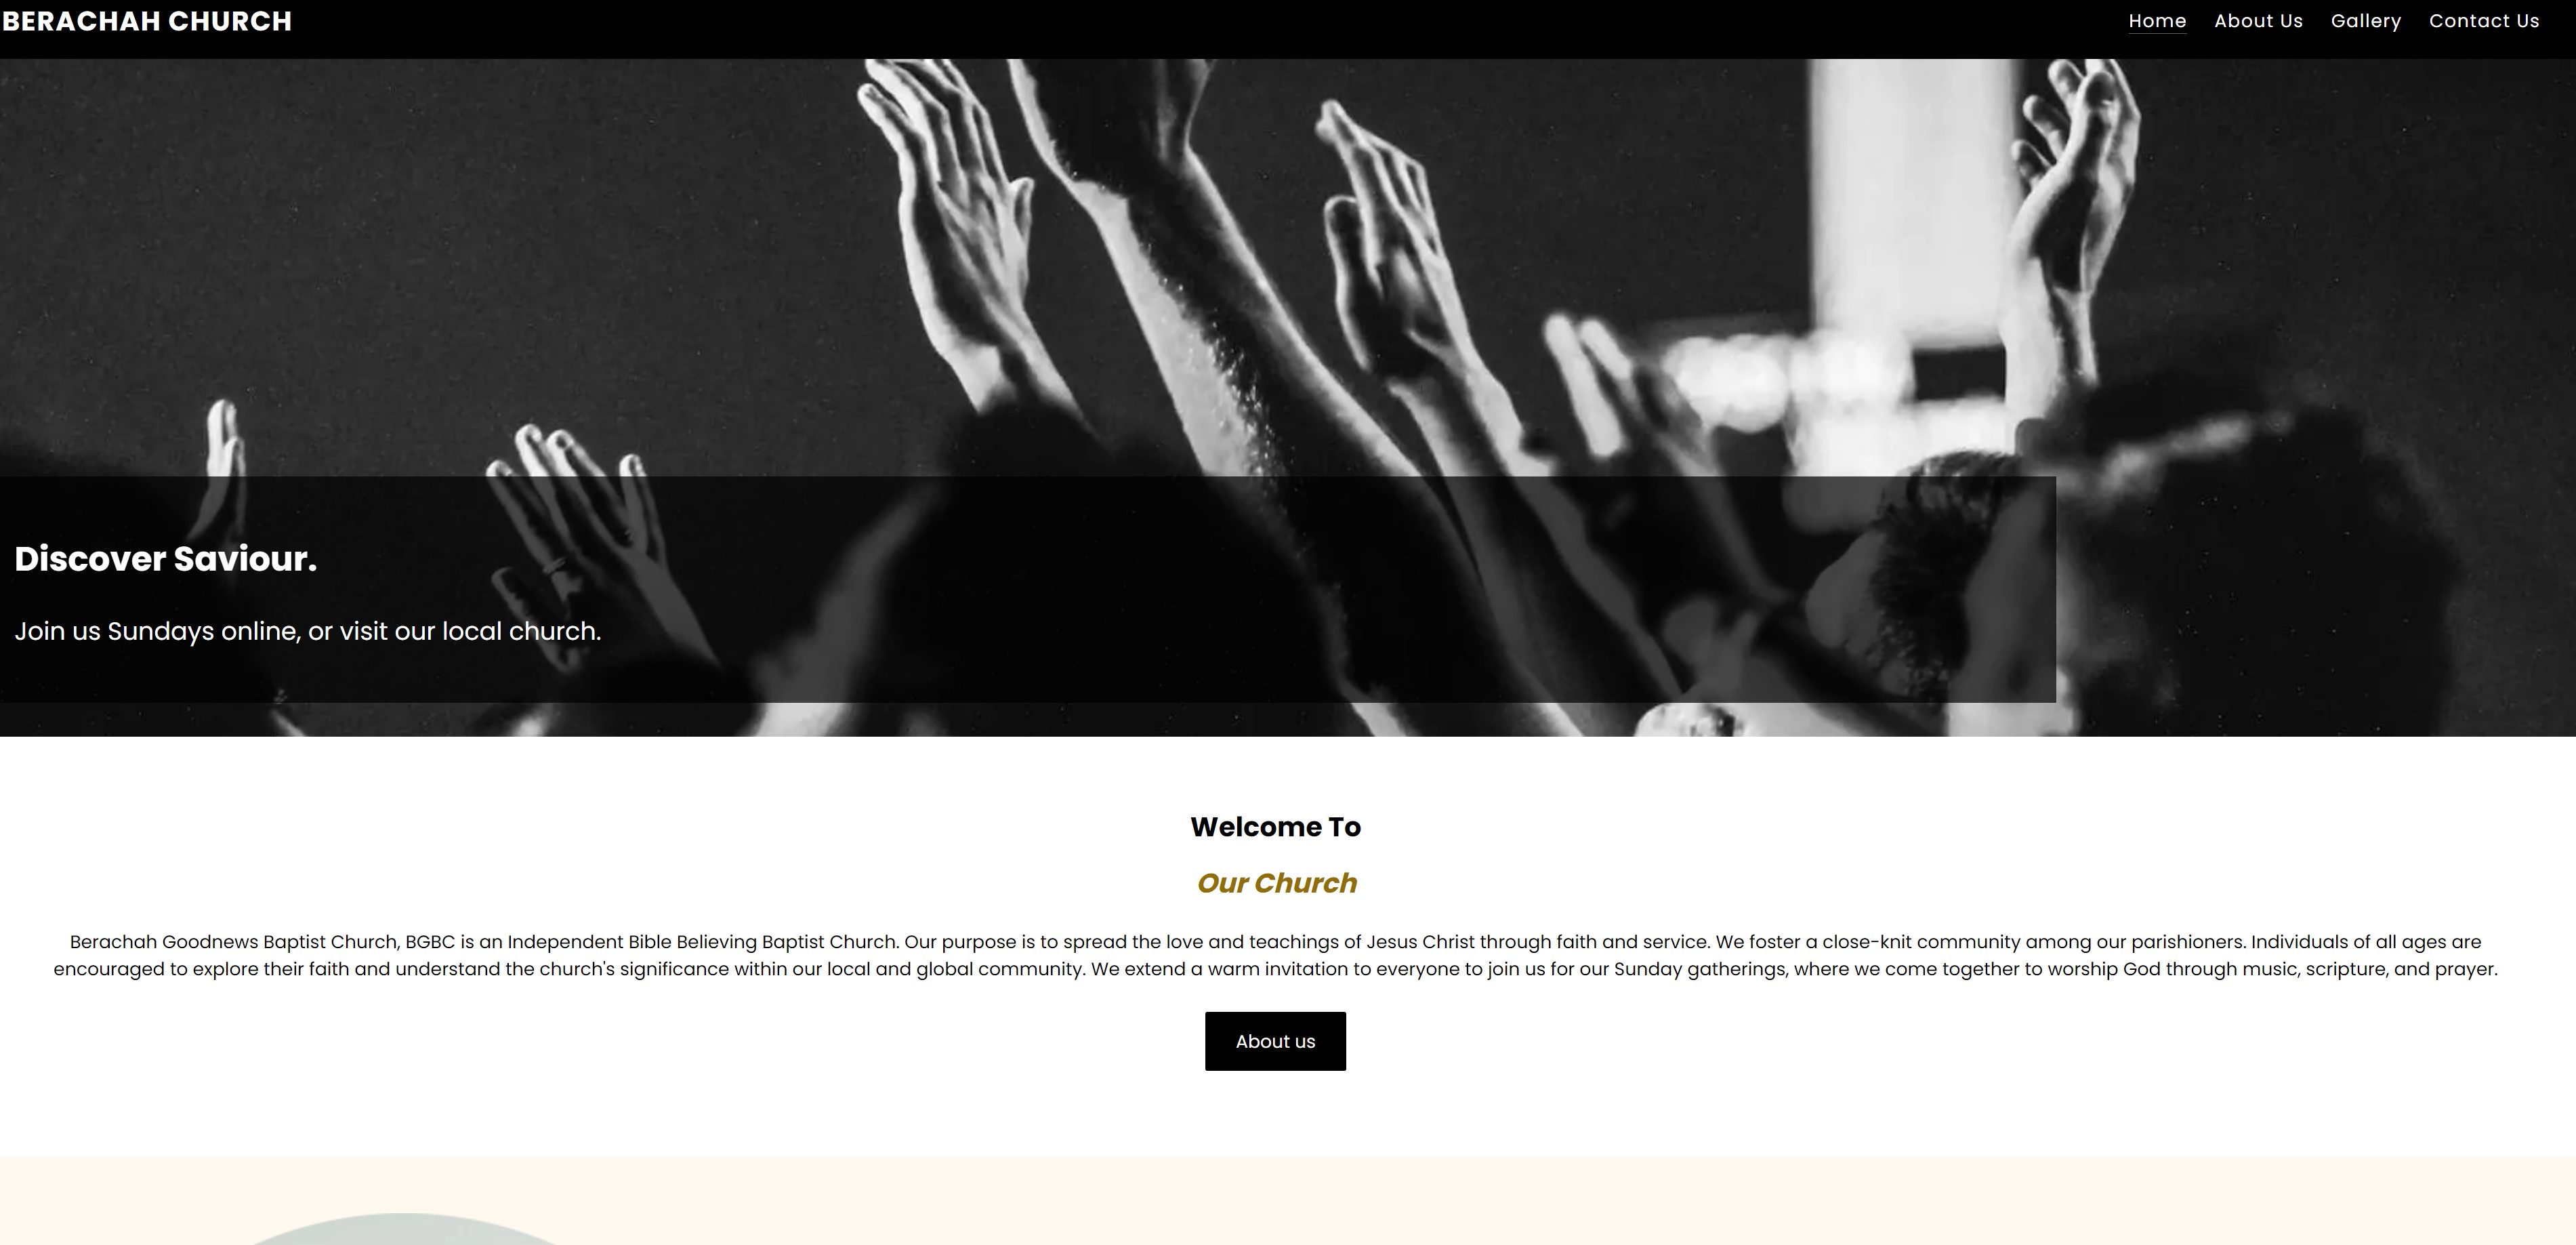 BERACHAH CHURCH
Home About Us Gallery Contact Us
Discover Saviour.
Join us Sundays online, or visit our local church.
Welcome To
Our Church
Berachah Goodnews Baptist Church, BGBC is an Independent Bible Believing Baptist Church. Our purpose is to spread the love and teachings of Jesus Christ through faith and service. We foster a close-knit community among our parishioners. Individuals of all ages are
encouraged to explore their faith and understand the church's significance within our local and global community. We extend a warm invitation to everyone to join us for our Sunday gatherings, where we come together to worship God through music, scripture, and prayer.
About us